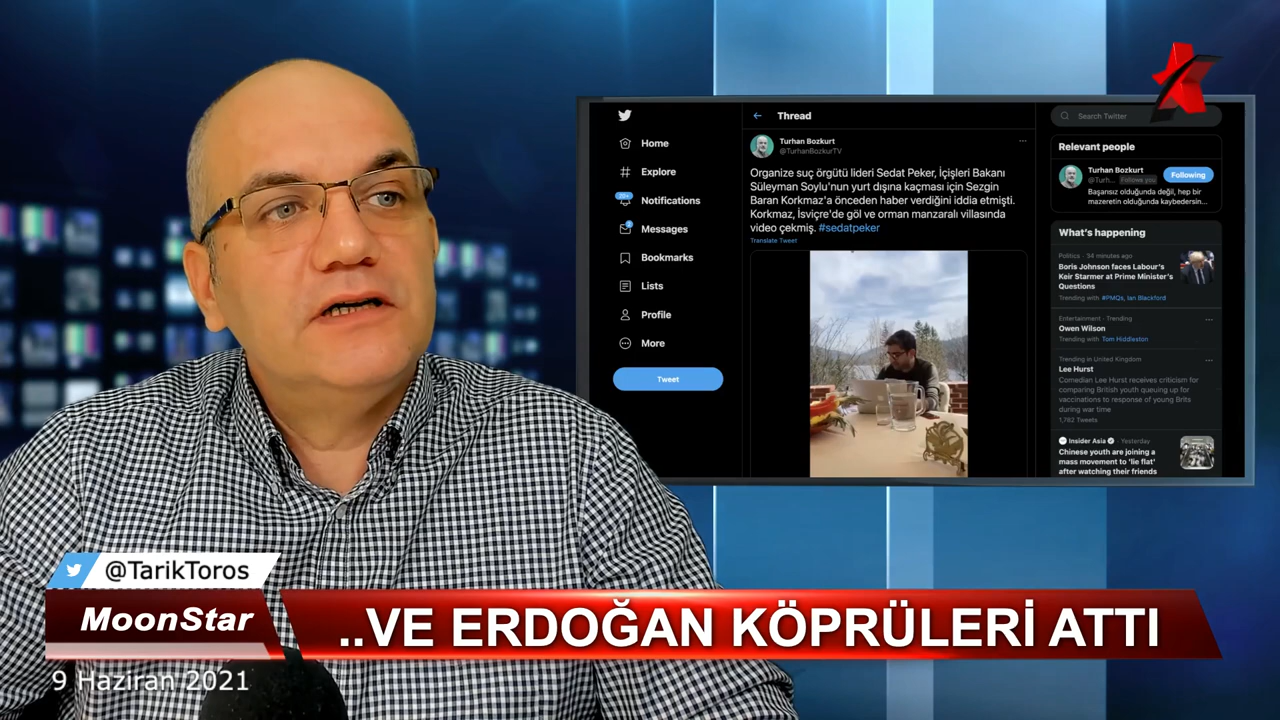 Home
Explore
20+
Notifications
Messages
Bookmarks
Lists
Profile
More
Tweet
Thread
Turhan Bozkurt
@TurhanBozkurTV
Organize suç örgütü lideri Sedat Peker, İçişleri Bakanı
Süleyman Soylu'nun yurt dışına kaçması için Sezgin
Baran Korkmaz'a önceden haber verdiğini iddia etmişti.
Korkmaz, İsviçre'de göl ve orman manzaralı villasında
video çekmiş. #sedatpeker
Translate Tweet
Search Twitter
Relevant people
Turhan Bozkurt
@Turh... Follows you
Following
Başarısız olduğunda değil, hep bir
mazeretin olduğunda kaybedersin...
What's happening
Politics · 54 minutes ago
Boris Johnson faces Labour's
Keir Starmer at Prime Minister's
Questions
Trending with #PMQs, Ian Blackford
Entertainment · Trending
Owen Wilson
Trending with Tom Hiddleston
Trending in United Kingdom
Lee Hurst
Comedian Lee Hurst receives criticism for
comparing British youth queuing up for
vaccinations to response of young Brits
during war time
1,762 Tweets
Insider Asia · Yesterday
Chinese youth are joining a
mass movement to 'lie flat'
after watching their friends
@TarikToros
MoonStar
..VE ERDOĞAN KÖPRÜLERİ ATTI
9 Haziran 2021